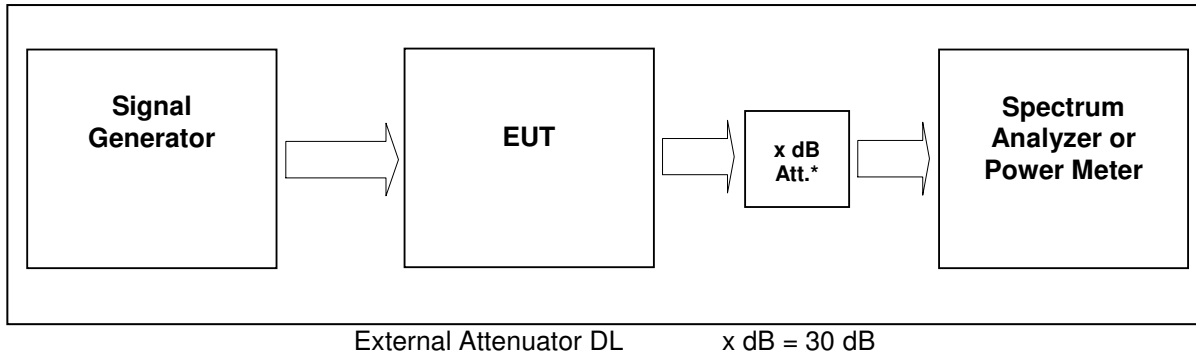 Signal
Generator
EUT
x dB
Att.*
Spectrum
Analyzer or
Power Meter
External Attenuator DL x dB = 30 dB